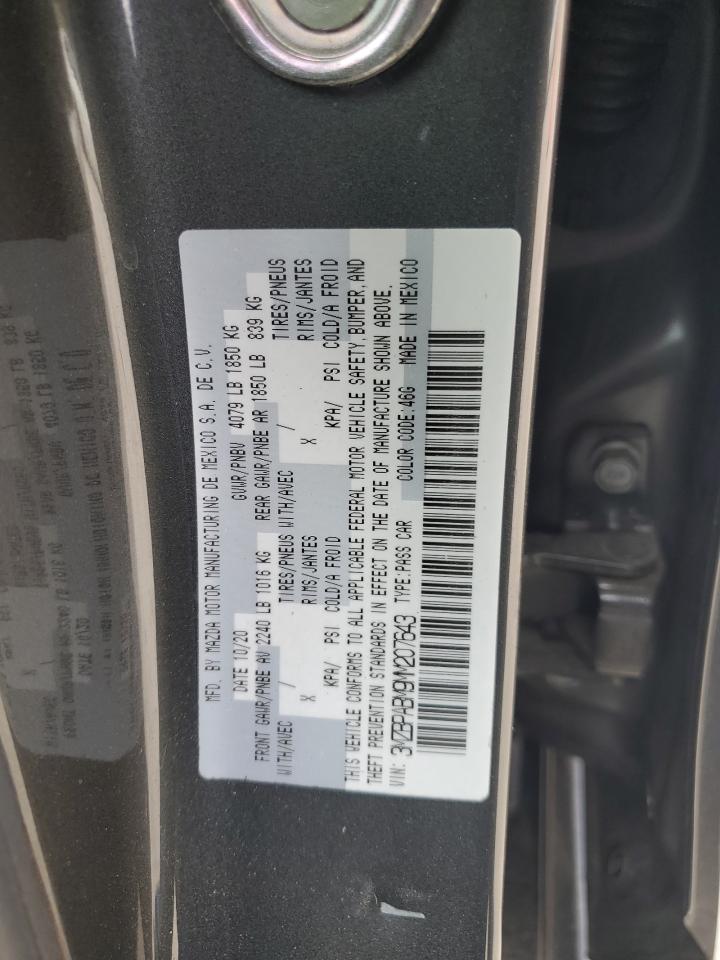 MFD. BY MAZDA MOTOR MANUFACTURING DE MEXICO S.A. DE C.V.
DATE 10/20 GVWR/PNBV 4079 LB 1850 KG
FRONT GAWR/PNBE AV 2240 LB 1016 KG REAR GAWR/PNBE AR 1850 LB 839 KG
WITH/AVEC / TIRES/PNEUS WITH/AVEC / TIRES/PNEUS
X RIMS/JANTES X RIMS/JANTES
KPA/ PSI COLD/A FROID KPA/ PSI COLD/A FROID
THIS VEHICLE CONFORMS TO ALL APPLICABLE FEDERAL MOTOR VEHICLE SAFETY, BUMPER, AND
THEFT PREVENTION STANDARDS IN EFFECT ON THE DATE OF MANUFACTURE SHOWN ABOVE.
VIN: 3MZBPABM9MM207643 TYPE:PASS CAR COLOR CODE:46G MADE IN MEXICO